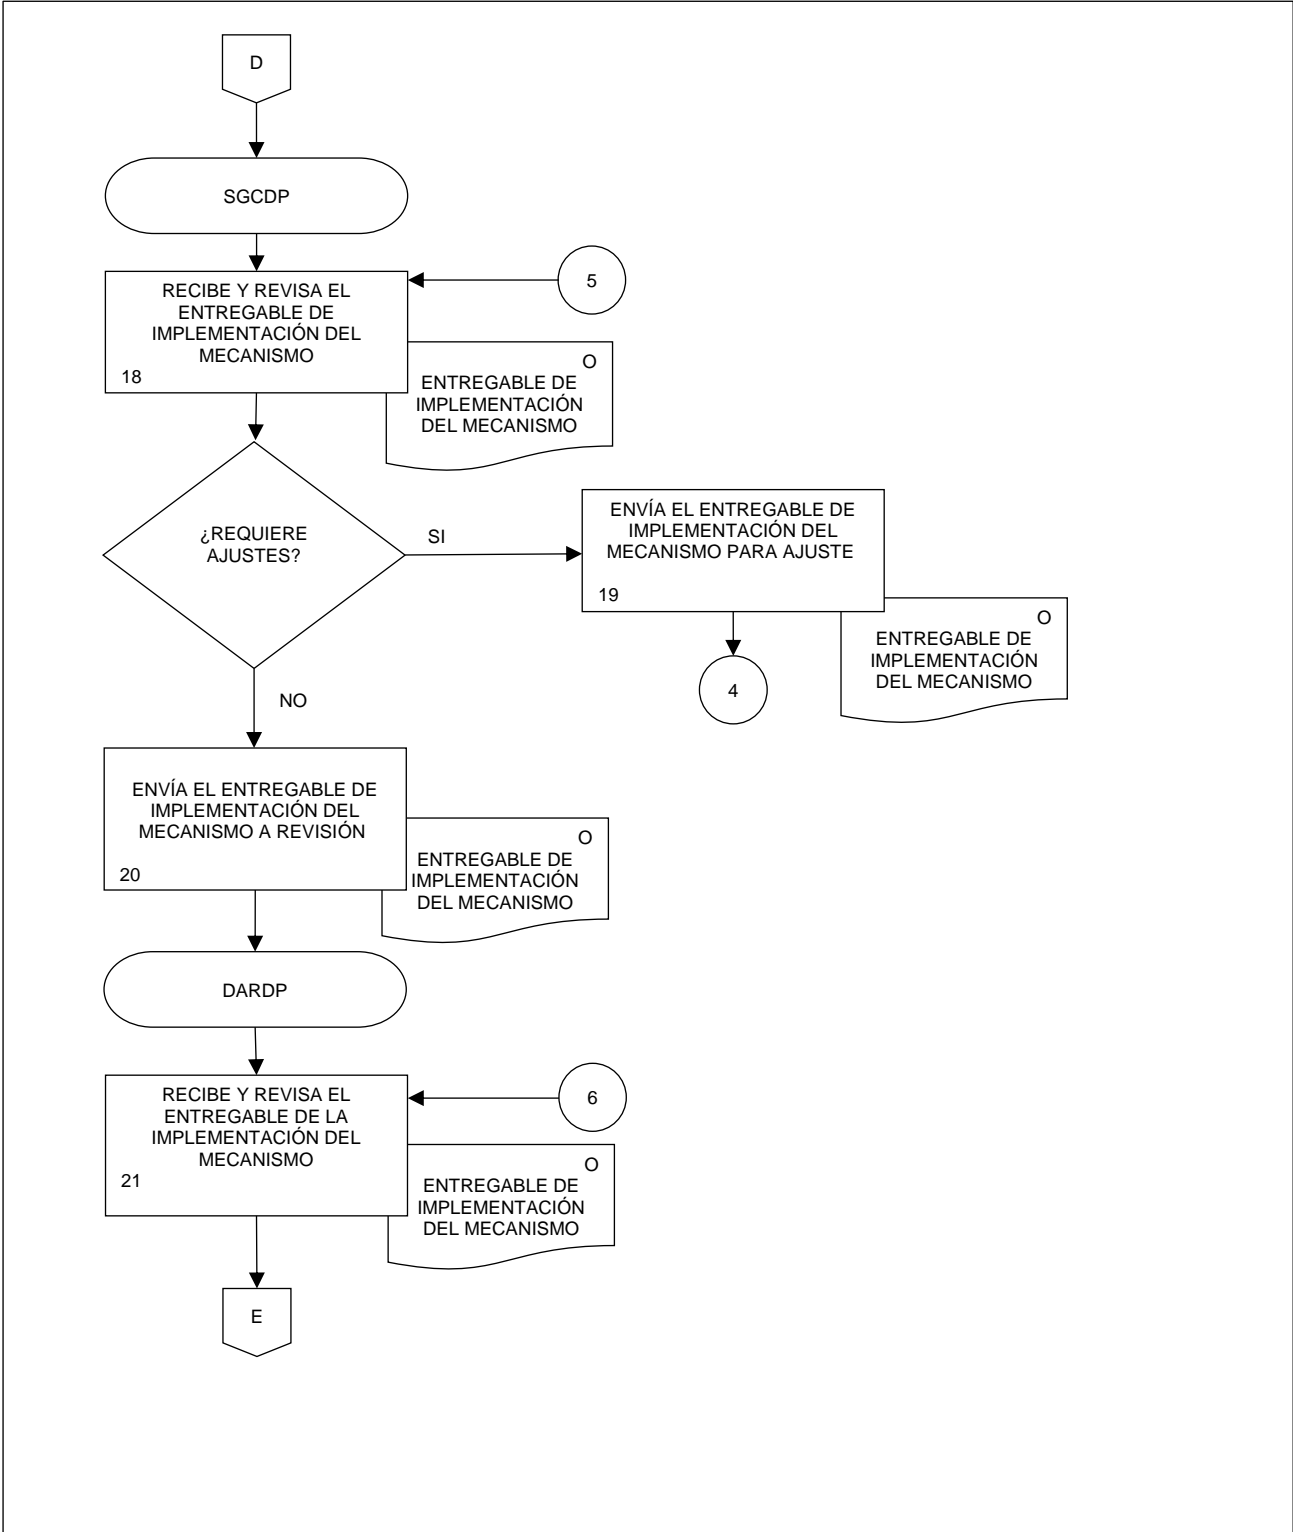 D
SGCDP
RECIBE Y REVISA EL
ENTREGABLE DE
IMPLEMENTACIÓN DEL
MECANISMO
18
5
O
ENTREGABLE DE
IMPLEMENTACIÓN
DEL MECANISMO
¿REQUIERE
AJUSTES?
SI
ENVÍA EL ENTREGABLE DE
IMPLEMENTACIÓN DEL
MECANISMO PARA AJUSTE
19
O
ENTREGABLE DE
IMPLEMENTACIÓN
DEL MECANISMO
4
NO
ENVÍA EL ENTREGABLE DE
IMPLEMENTACIÓN DEL
MECANISMO A REVISIÓN
20
O
ENTREGABLE DE
IMPLEMENTACIÓN
DEL MECANISMO
DARDP
RECIBE Y REVISA EL
ENTREGABLE DE LA
IMPLEMENTACIÓN DEL
MECANISMO
21
6
O
ENTREGABLE DE
IMPLEMENTACIÓN
DEL MECANISMO
E